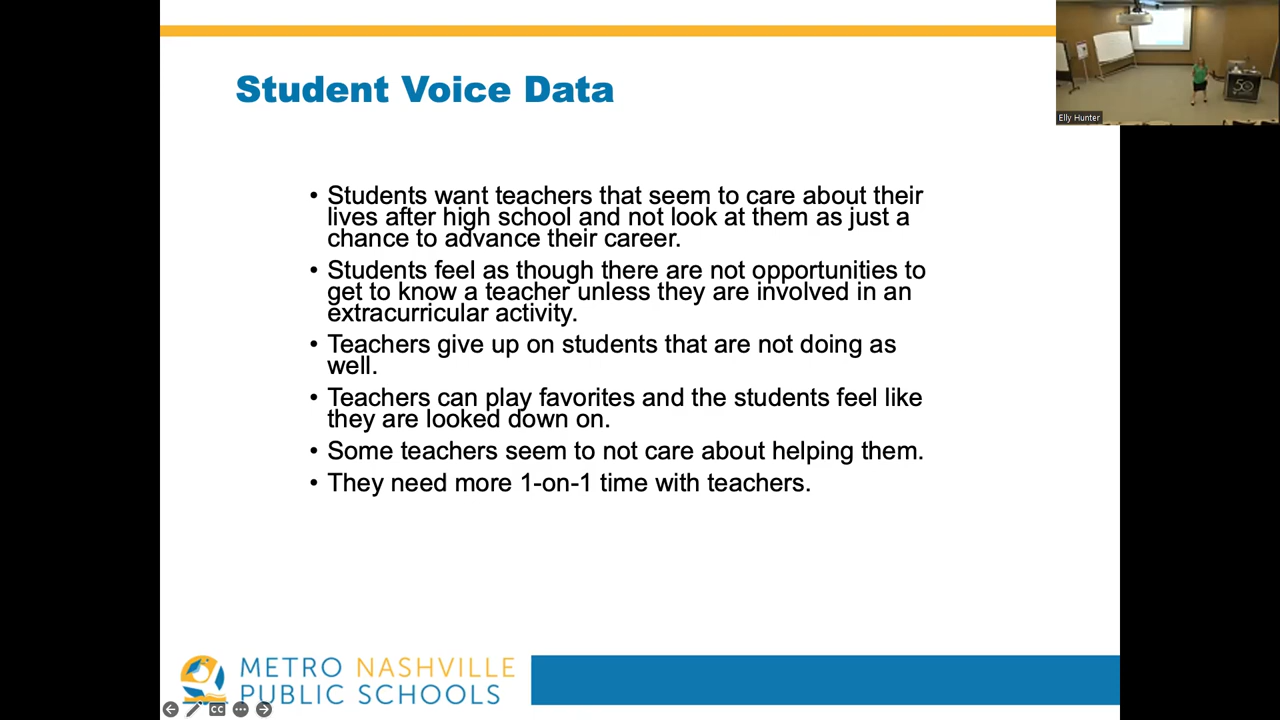 Student Voice Data
Elly Hunter
• Students want teachers that seem to care about their
lives after high school and not look at them as just a
chance to advance their career.
• Students feel as though there are not opportunities to
get to know a teacher unless they are involved in an
extracurricular activity.
• Teachers give up on students that are not doing as
well.
• Teachers can play favorites and the students feel like
they are looked down on.
• Some teachers seem to not care about helping them.
• They need more 1-on-1 time with teachers.
METRO NASHVILLE
PUBLIC SCHOOLS
CC
50